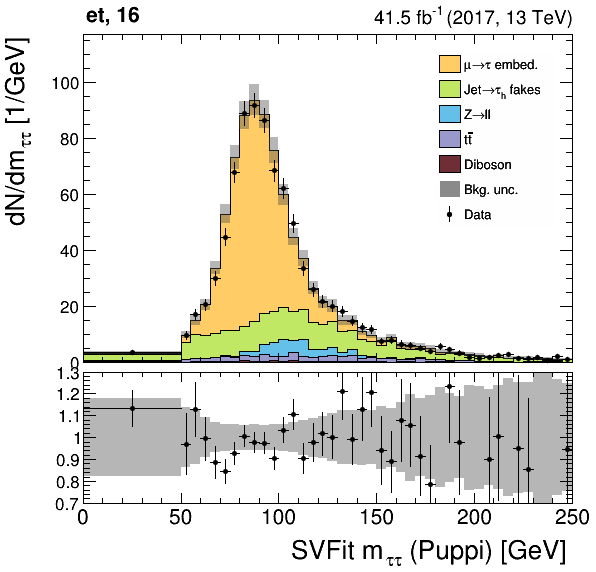 et, 16
41.5 fb⁻¹ (2017, 13 TeV)
dN/dm_ττ [1/GeV]
100
80
60
40
20
0
μ→τ embed.
Jet→τ_h fakes
Z→ll
tt̄
Diboson
Bkg. unc.
Data
1.3
1.2
1.1
1
0.9
0.8
0.7
0 50 100 150 200 250
SVFit m_ττ (Puppi) [GeV]